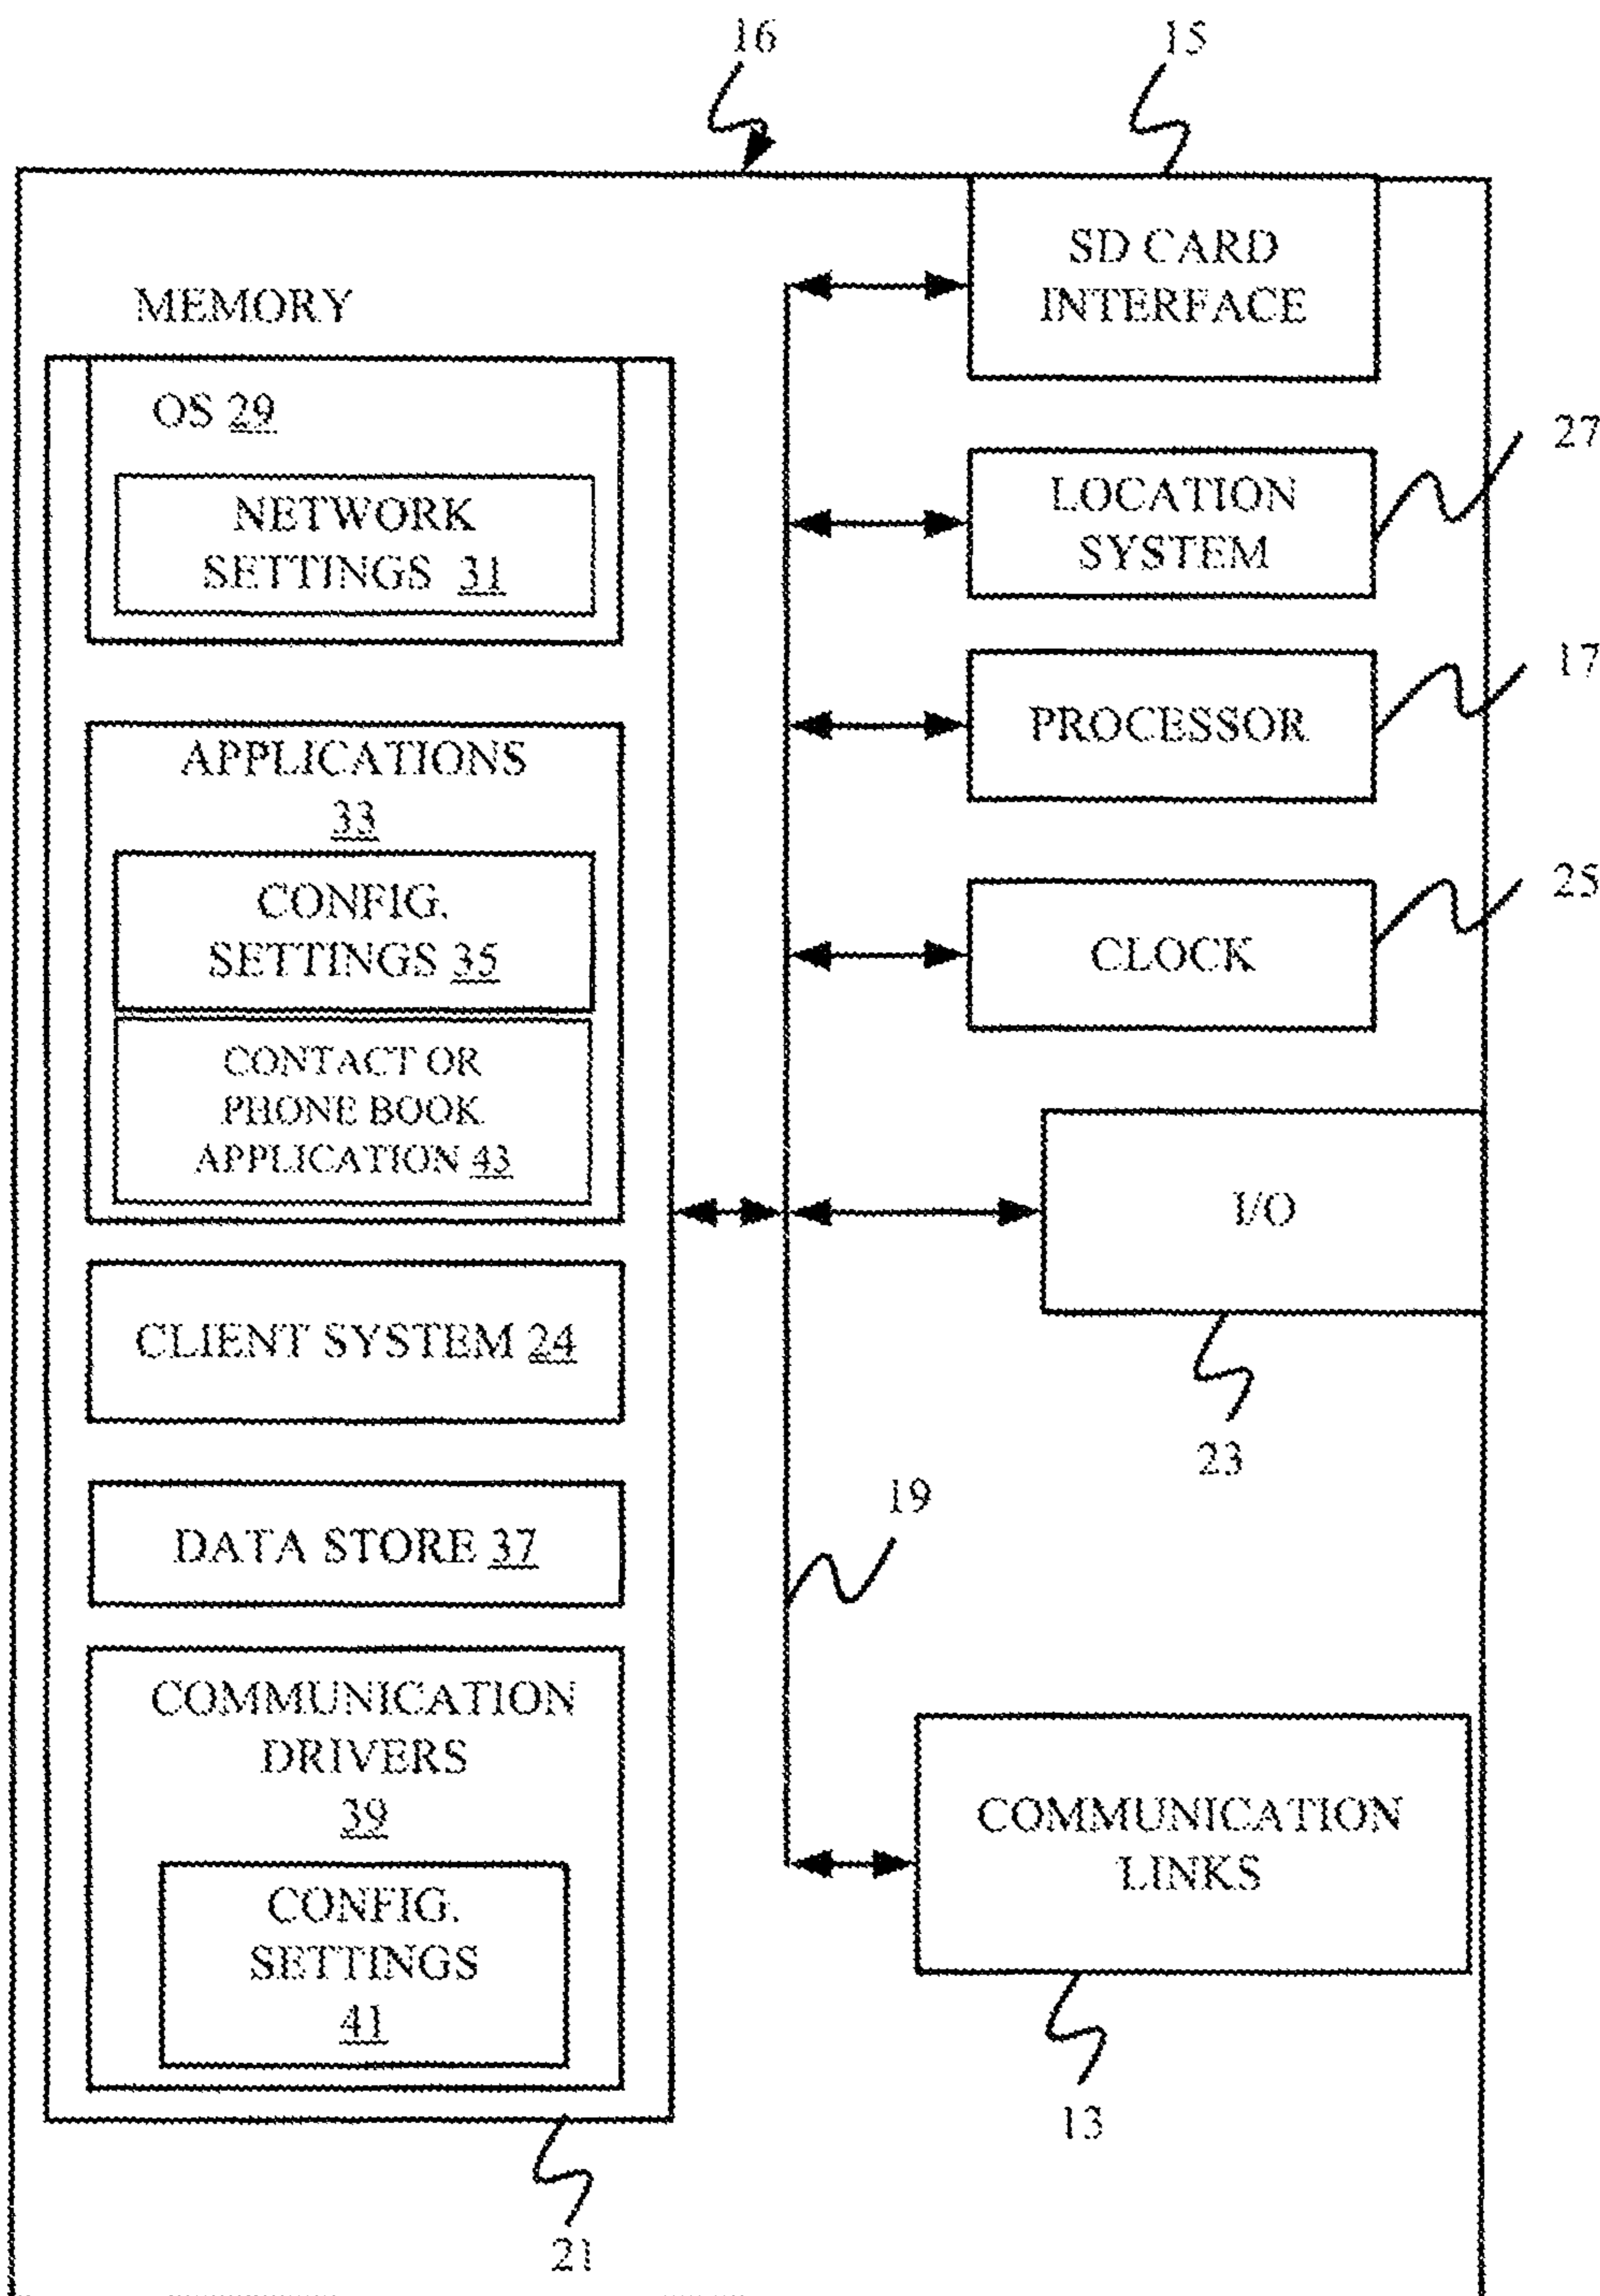 16
15
MEMORY
OS 29
NETWORK
SETTINGS 31
APPLICATIONS
33
CONFIG.
SETTINGS 35
CONTACT OR
PHONE BOOK
APPLICATION 43
CLIENT SYSTEM 24
DATA STORE 37
COMMUNICATION
DRIVERS
39
CONFIG.
SETTINGS
41
21
SD CARD
INTERFACE
LOCATION
SYSTEM
27
PROCESSOR
17
CLOCK
25
I/O
23
19
COMMUNICATION
LINKS
13